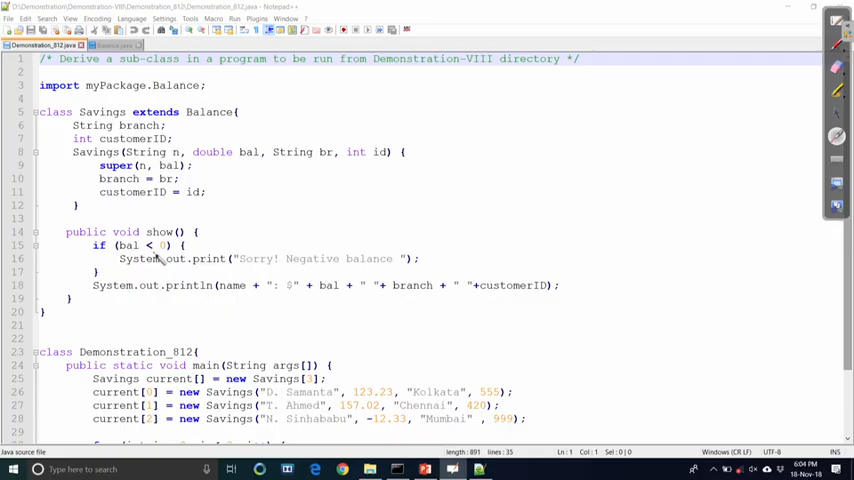 D:\Demonstration\Demonstration-VIII\Demonstration_812\Demonstration_812.java - Notepad++
File Edit Search View Encoding Language Settings Tools Macro Run Plugins Window ?
Demonstration_812.java Balance.java
1 /* Derive a sub-class in a program to be run from Demonstration-VIII directory */
2
3 import myPackage.Balance;
4
5 class Savings extends Balance{
6 String branch;
7 int customerID;
8 Savings(String n, double bal, String br, int id) {
9 super(n, bal);
10 branch = br;
11 customerID = id;
12 }
13
14 public void show() {
15 if (bal < 0) {
16 System.out.print("Sorry! Negative balance ");
17 }
18 System.out.println(name + ": $" + bal + " "+ branch + " "+customerID);
19 }
20 }
21
22
23 class Demonstration_812{
24 public static void main(String args[]) {
25 Savings current[] = new Savings[3];
26 current[0] = new Savings("D. Samanta", 123.23, "Kolkata", 555);
27 current[1] = new Savings("T. Ahmed", 157.02, "Chennai", 420);
28 current[2] = new Savings("N. Sinhababu", -12.33, "Mumbai" , 999);
Java source file length : 891 lines : 35 Ln : 1 Col : 1 Sel : 0 | 0 Windows (CR LF) UTF-8 INS
Type here to search
6:04 PM
18-Nov-18